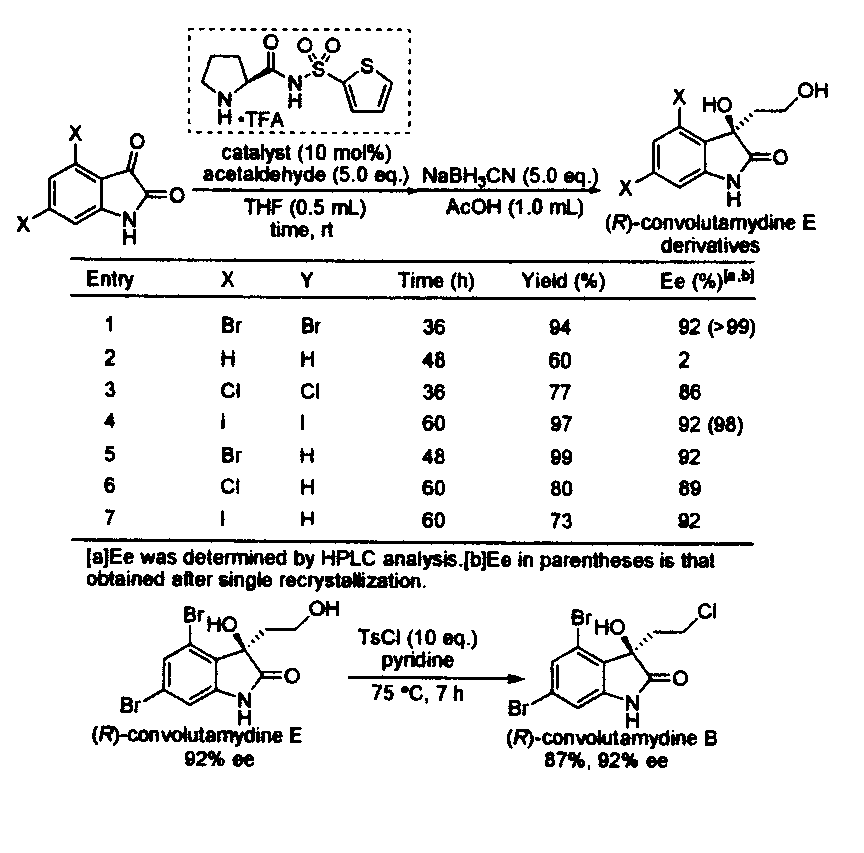 O
O O
S
S
N
H
N
H •TFA
X
O
O
X
N
H
catalyst (10 mol%)
acetaldehyde (5.0 eq.)
THF (0.5 mL)
time, rt
NaBH3CN (5.0 eq.)
AcOH (1.0 mL)
X
HO
OH
O
X
N
H
(R)-convolutamydine E
derivatives
Entry X Y Time (h) Yield (%) Ee (%)[a,b]
1 Br Br 36 94 92 (>99)
2 H H 48 60 2
3 Cl Cl 36 77 86
4 I I 60 97 92 (98)
5 Br H 48 99 92
6 Cl H 60 80 89
7 I H 60 73 92
[a]Ee was determined by HPLC analysis.[b]Ee in parentheses is that
obtained after single recrystallization.
Br
HO
OH
O
Br
N
H
(R)-convolutamydine E
92% ee
TsCl (10 eq.)
pyridine
75 °C, 7 h
Br
HO
Cl
O
Br
N
H
(R)-convolutamydine B
87%, 92% ee